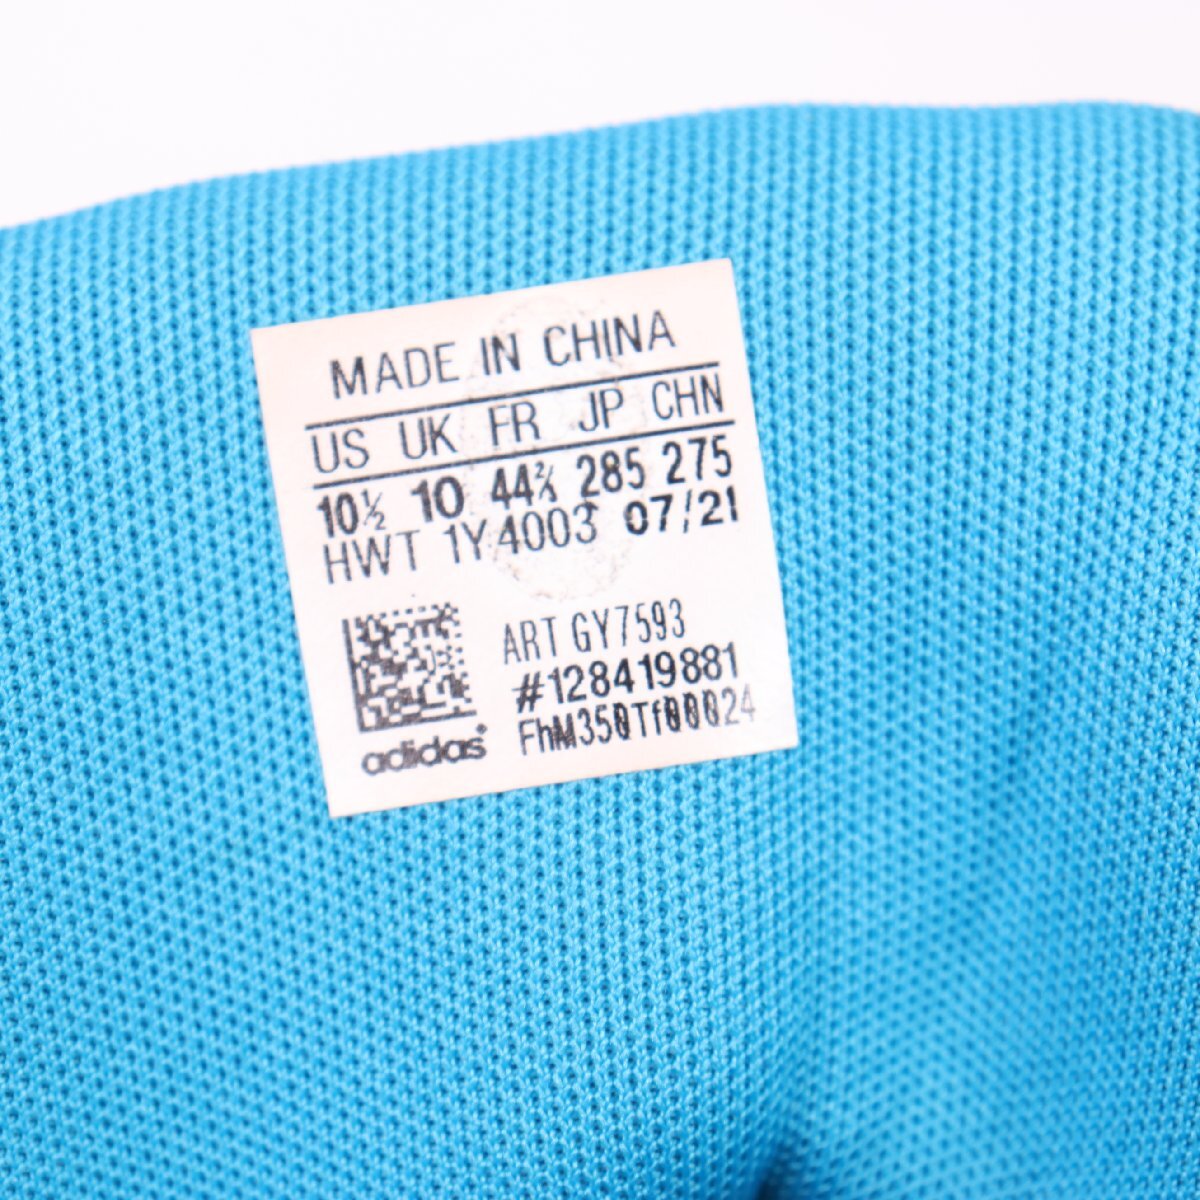 MADE IN CHINA
US UK FR JP CHN
10½ 10 44⅔ 285 275
HWT 1Y4003 07/21
ART GY7593
#128419881
FhM350Tf00024
adidas